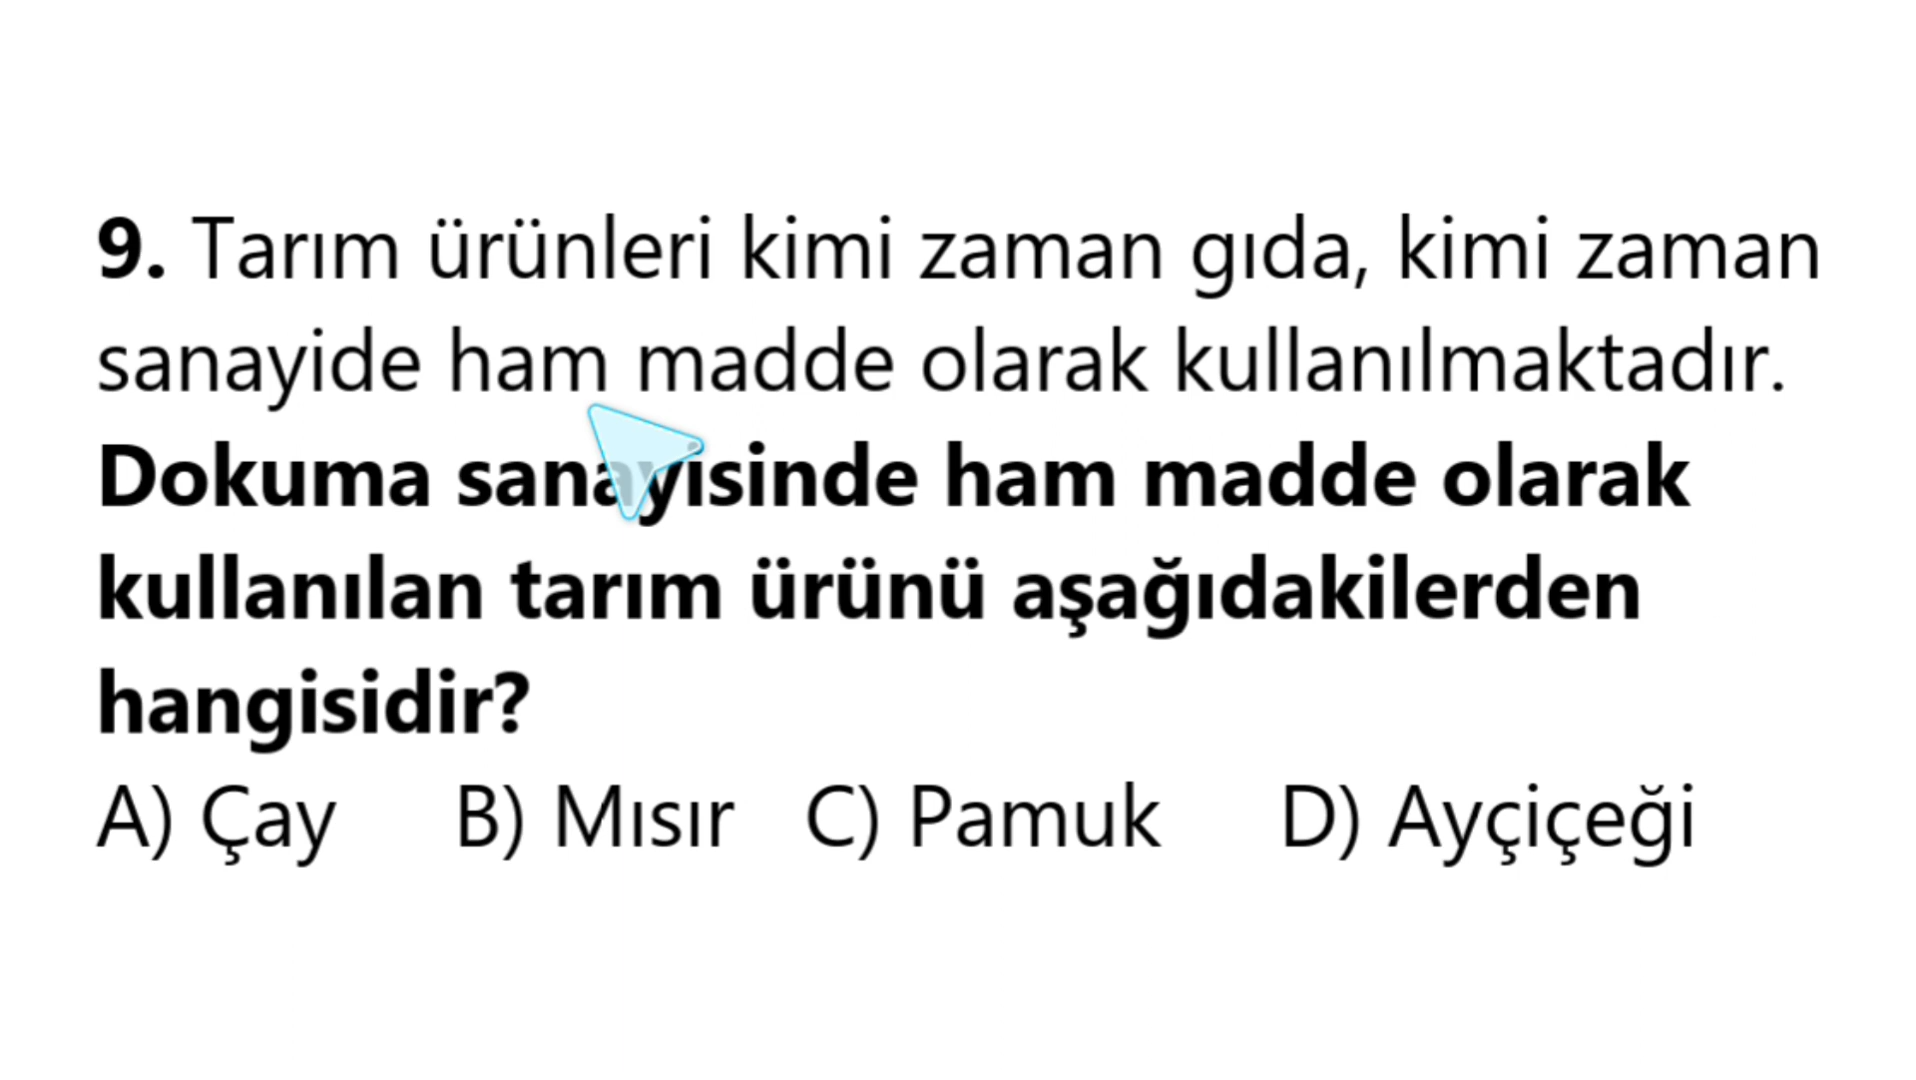 9. Tarım ürünleri kimi zaman gıda, kimi zaman
sanayide ham madde olarak kullanılmaktadır.
Dokuma sanayisinde ham madde olarak
kullanılan tarım ürünü aşağıdakilerden
hangisidir?
A) Çay B) Mısır C) Pamuk D) Ayçiçeği